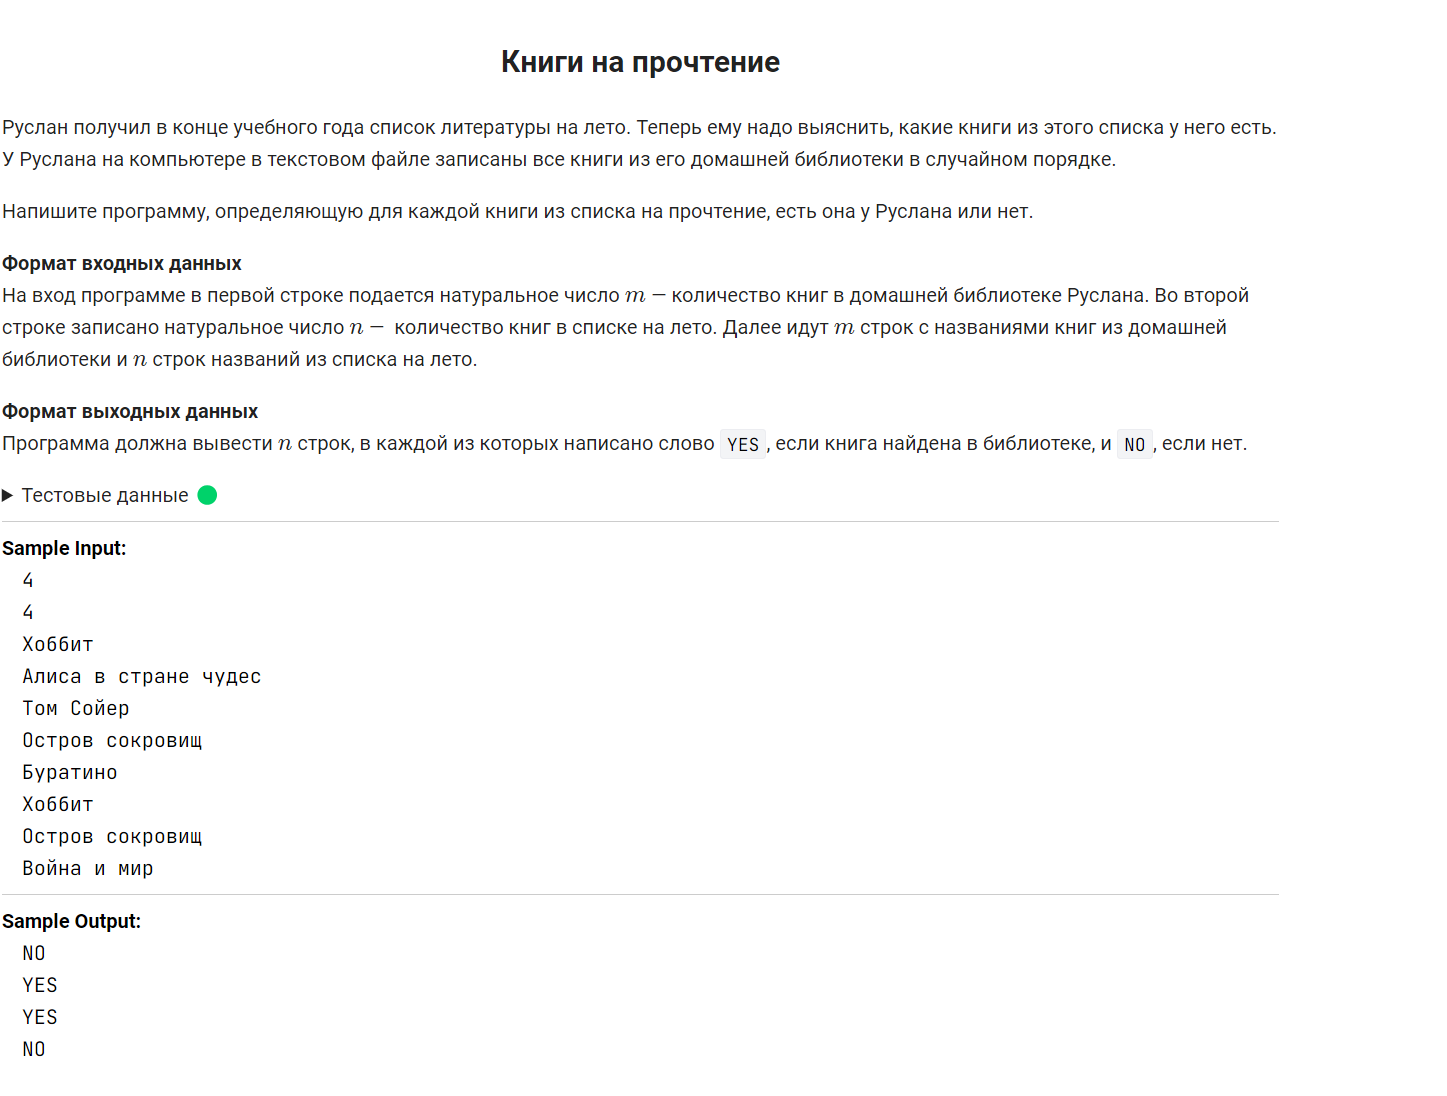 Книги на прочтение
Руслан получил в конце учебного года список литературы на лето. Теперь ему надо выяснить, какие книги из этого списка у него есть.
У Руслана на компьютере в текстовом файле записаны все книги из его домашней библиотеки в случайном порядке.
Напишите программу, определяющую для каждой книги из списка на прочтение, есть она у Руслана или нет.
Формат входных данных
На вход программе в первой строке подается натуральное число m — количество книг в домашней библиотеке Руслана. Во второй
строке записано натуральное число n — количество книг в списке на лето. Далее идут m строк с названиями книг из домашней
библиотеки и n строк названий из списка на лето.
Формат выходных данных
Программа должна вывести n строк, в каждой из которых написано слово YES, если книга найдена в библиотеке, и NO, если нет.
Тестовые данные
Sample Input:
4
4
Хоббит
Алиса в стране чудес
Том Сойер
Остров сокровищ
Буратино
Хоббит
Остров сокровищ
Война и мир
Sample Output:
NO
YES
YES
NO